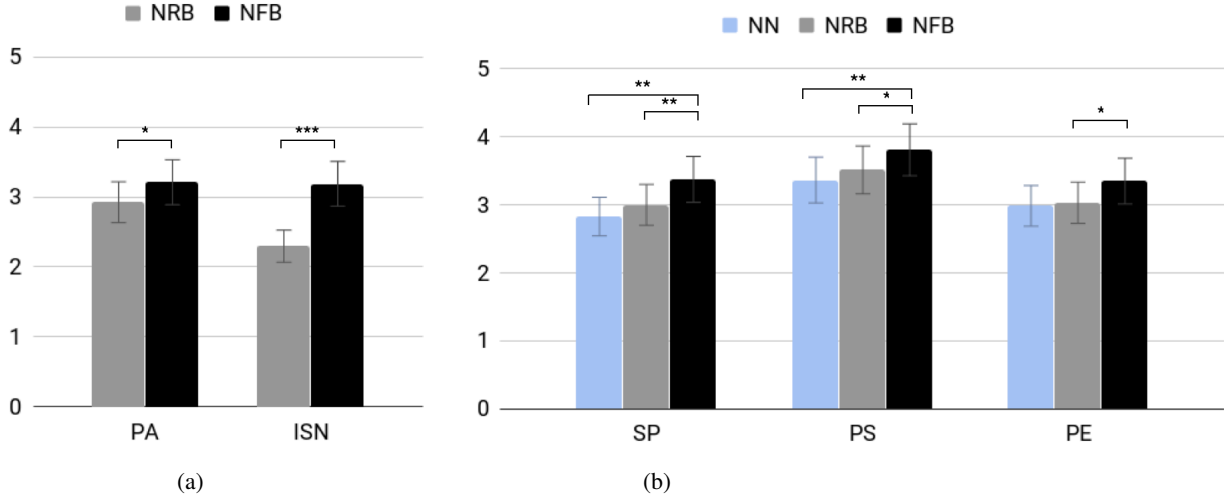 NRB NFB
5
4
3
2
1
0
* ***
PA ISN
(a)
NN NRB NFB
5
4
3
2
1
0
** **
** * *
SP PS PE
(b)